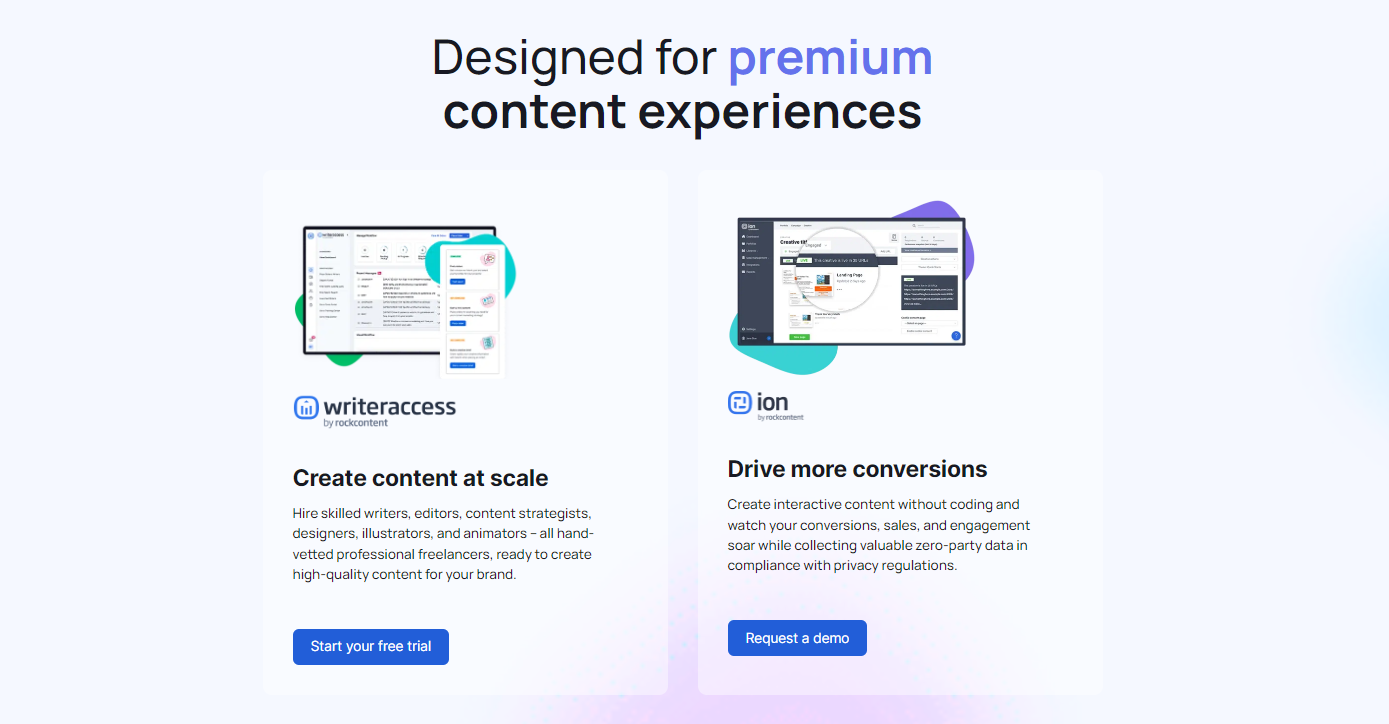 Designed for premium
content experiences
writeraccess
by rockcontent
Create content at scale
Hire skilled writers, editors, content strategists,
designers, illustrators, and animators – all hand-
vetted professional freelancers, ready to create
high-quality content for your brand.
Start your free trial
ion
Landing Page
ion
by rockcontent
Drive more conversions
Create interactive content without coding and
watch your conversions, sales, and engagement
soar while collecting valuable zero-party data in
compliance with privacy regulations.
Request a demo